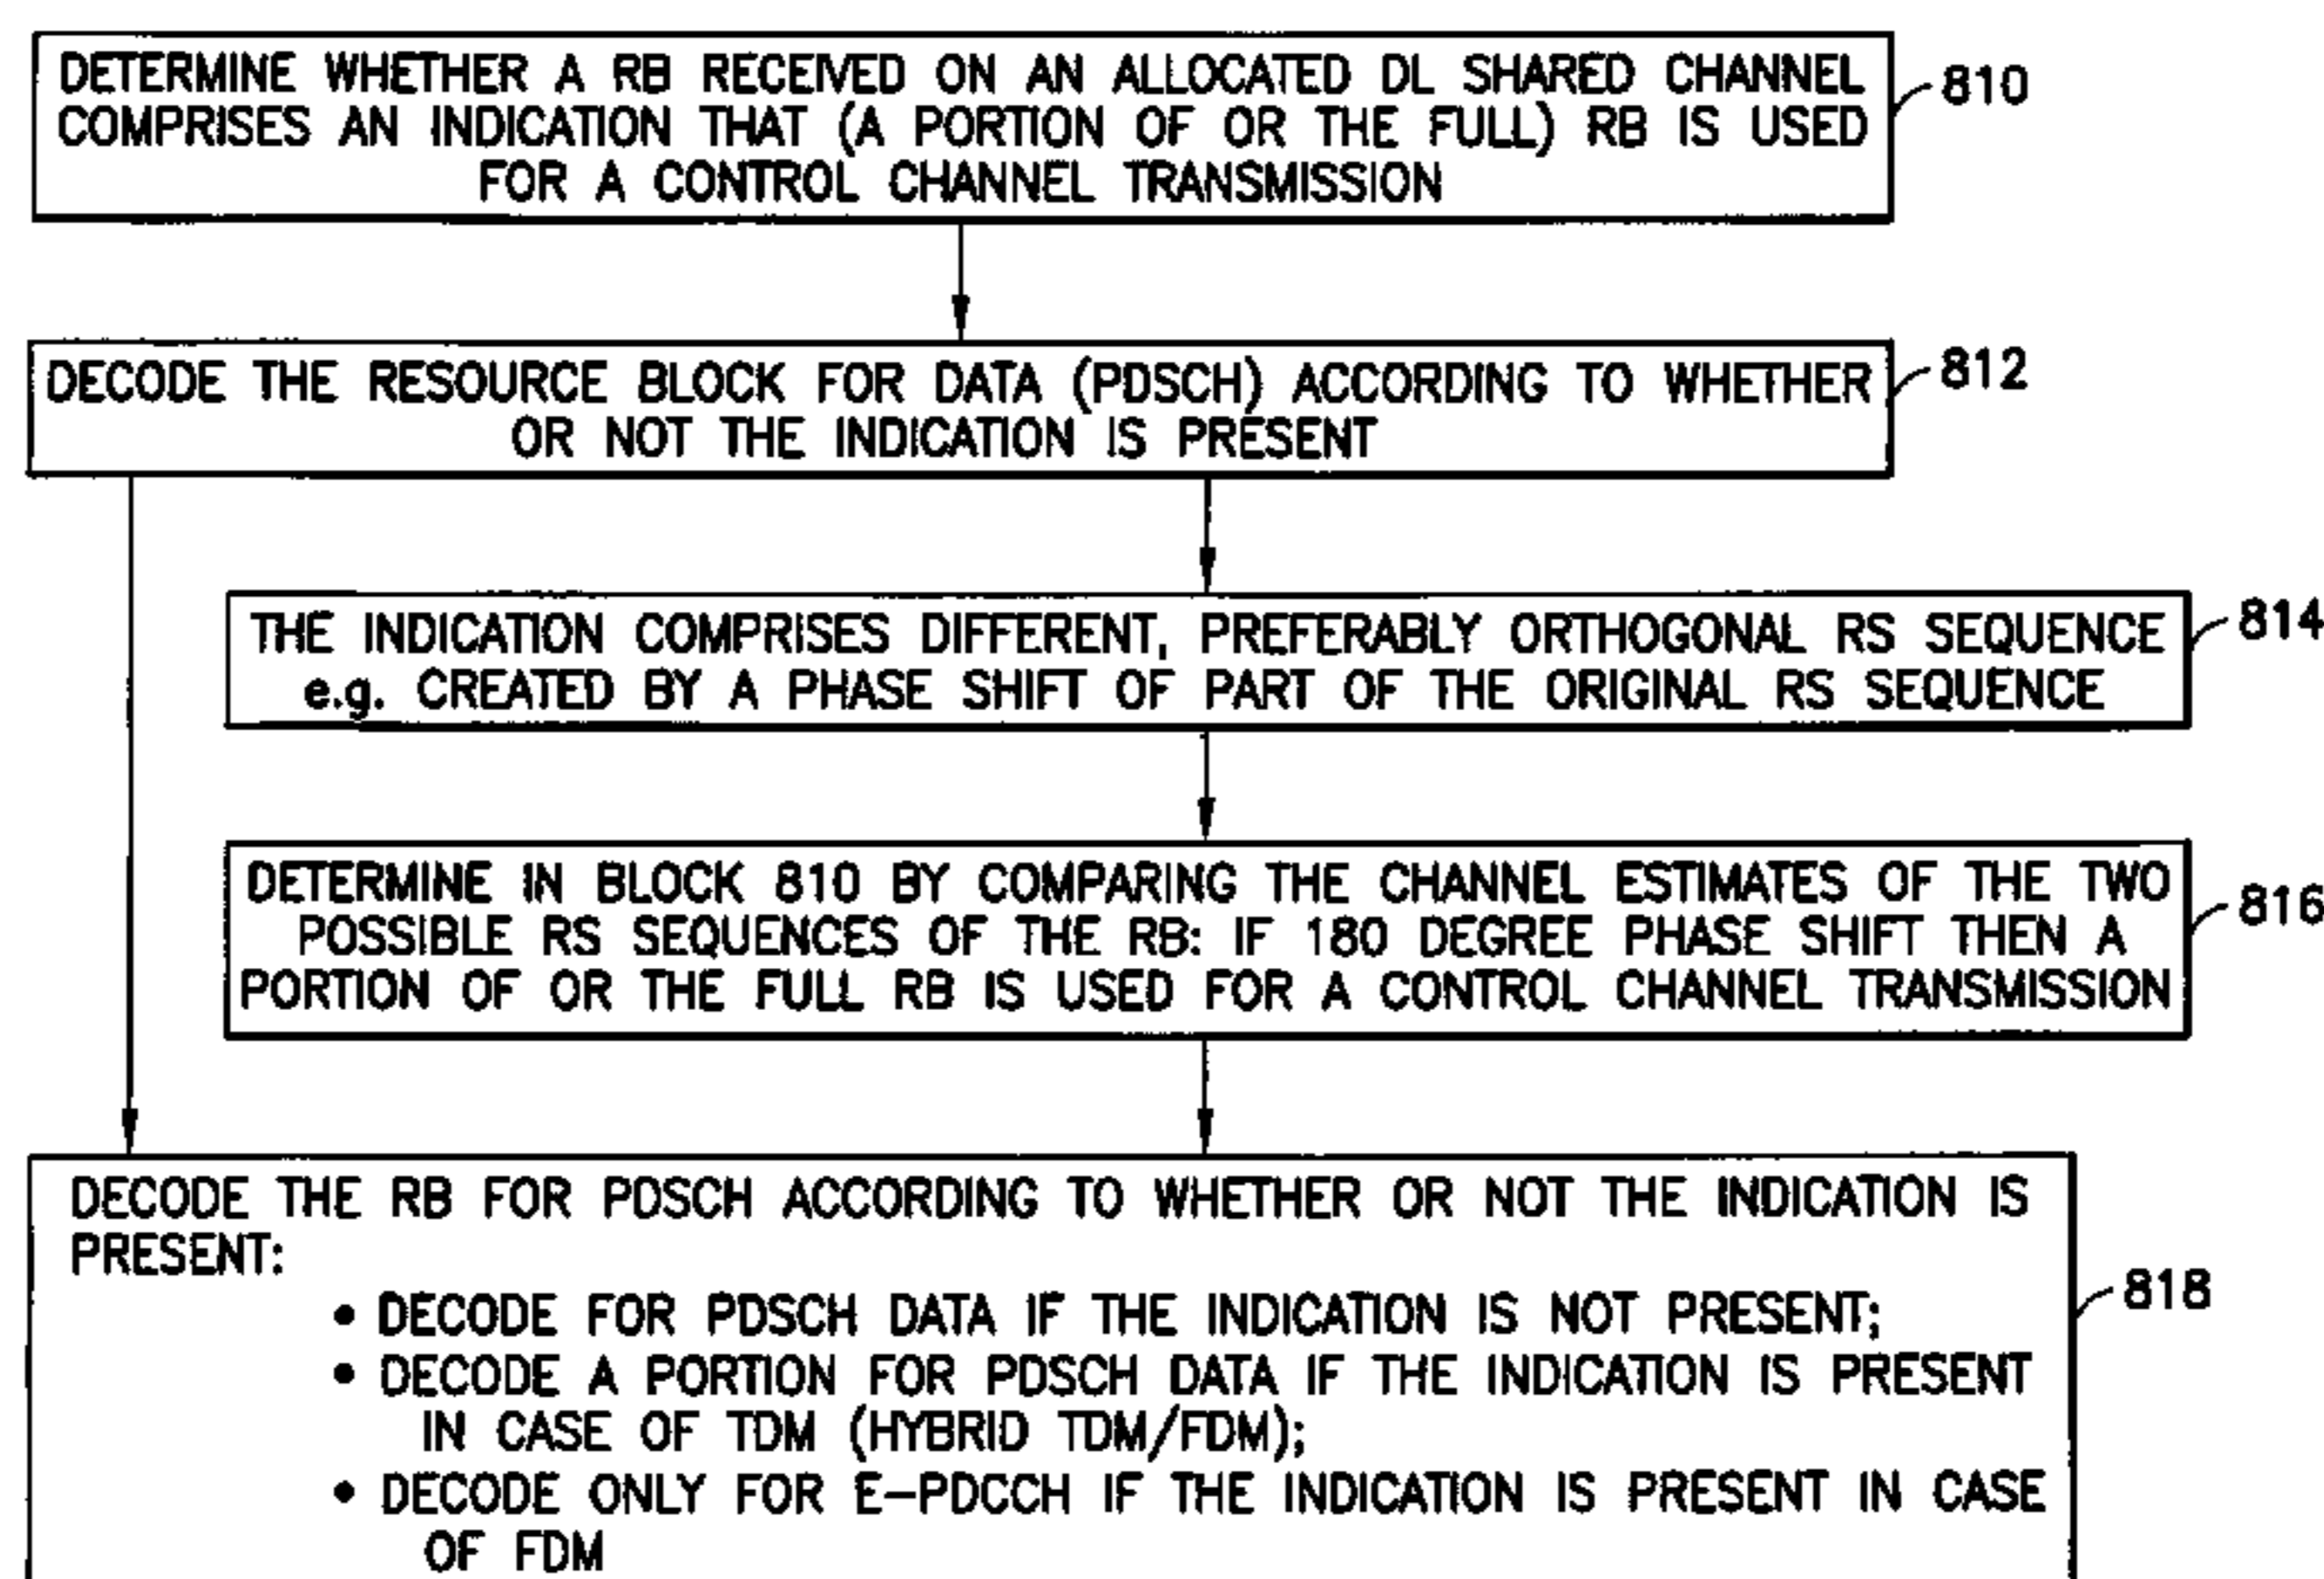 DETERMINE WHETHER A RB RECEIVED ON AN ALLOCATED DL SHARED CHANNEL
COMPRISES AN INDICATION THAT (A PORTION OF OR THE FULL) RB IS USED
FOR A CONTROL CHANNEL TRANSMISSION
810
DECODE THE RESOURCE BLOCK FOR DATA (PDSCH) ACCORDING TO WHETHER
OR NOT THE INDICATION IS PRESENT
812
THE INDICATION COMPRISES DIFFERENT, PREFERABLY ORTHOGONAL RS SEQUENCE
e.g. CREATED BY A PHASE SHIFT OF PART OF THE ORIGINAL RS SEQUENCE
814
DETERMINE IN BLOCK 810 BY COMPARING THE CHANNEL ESTIMATES OF THE TWO
POSSIBLE RS SEQUENCES OF THE RB: IF 180 DEGREE PHASE SHIFT THEN A
PORTION OF OR THE FULL RB IS USED FOR A CONTROL CHANNEL TRANSMISSION
816
DECODE THE RB FOR PDSCH ACCORDING TO WHETHER OR NOT THE INDICATION IS
PRESENT:
• DECODE FOR PDSCH DATA IF THE INDICATION IS NOT PRESENT;
• DECODE A PORTION FOR PDSCH DATA IF THE INDICATION IS PRESENT
IN CASE OF TDM (HYBRID TDM/FDM);
• DECODE ONLY FOR E-PDCCH IF THE INDICATION IS PRESENT IN CASE
OF FDM
818